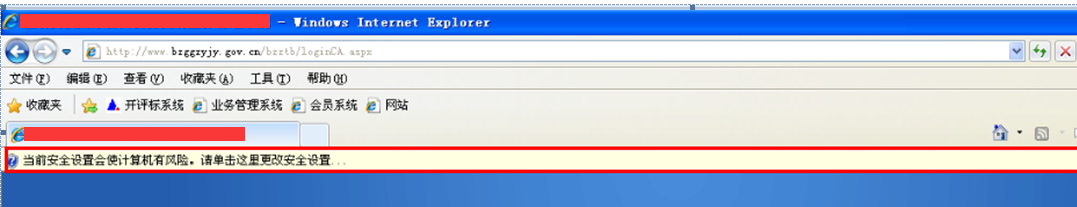 - Windows Internet Explorer
http://www.bzggzyjy.gov.cn/bzztb/loginCA.aspx
文件(F) 编辑(E) 查看(V) 收藏夹(A) 工具(T) 帮助(H)
收藏夹 开评标系统 业务管理系统 会员系统 网站
当前安全设置会使计算机有风险。请单击这里更改安全设置...